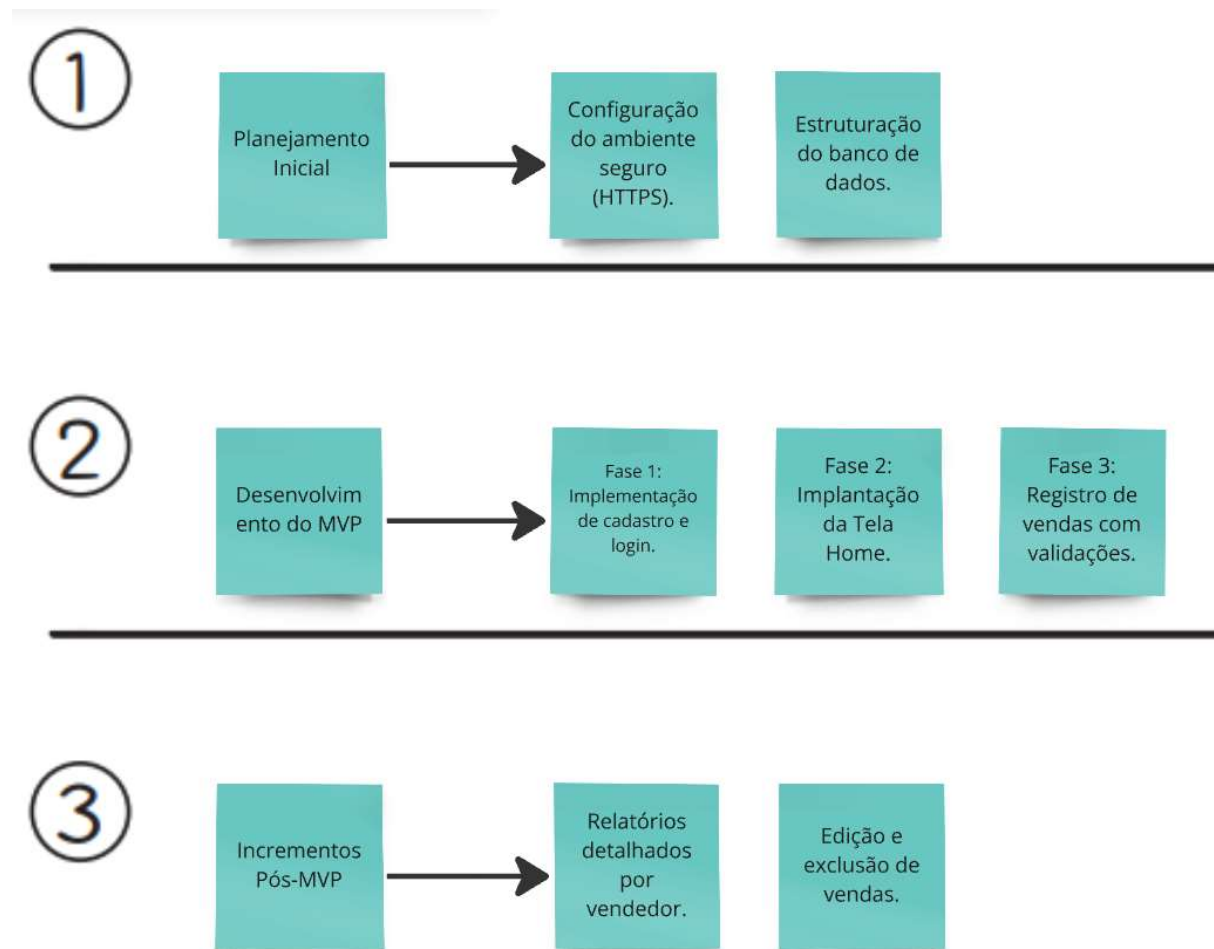 1
Planejamento
Inicial
Configuração
do ambiente
seguro
(HTTPS).
Estruturação
do banco de
dados.
2
Desenvolvim
ento do MVP
Fase 1:
Implementação
de cadastro e
login.
Fase 2:
Implantação
da Tela
Home.
Fase 3:
Registro de
vendas com
validações.
3
Incrementos
Pós-MVP
Relatórios
detalhados
por
vendedor.
Edição e
exclusão de
vendas.